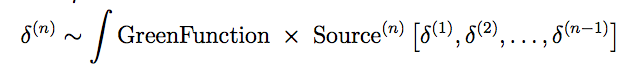 δ⁽ⁿ⁾ ∼ ∫ GreenFunction × Source⁽ⁿ⁾ [δ⁽¹⁾, δ⁽²⁾, . . . , δ⁽ⁿ⁻¹⁾]